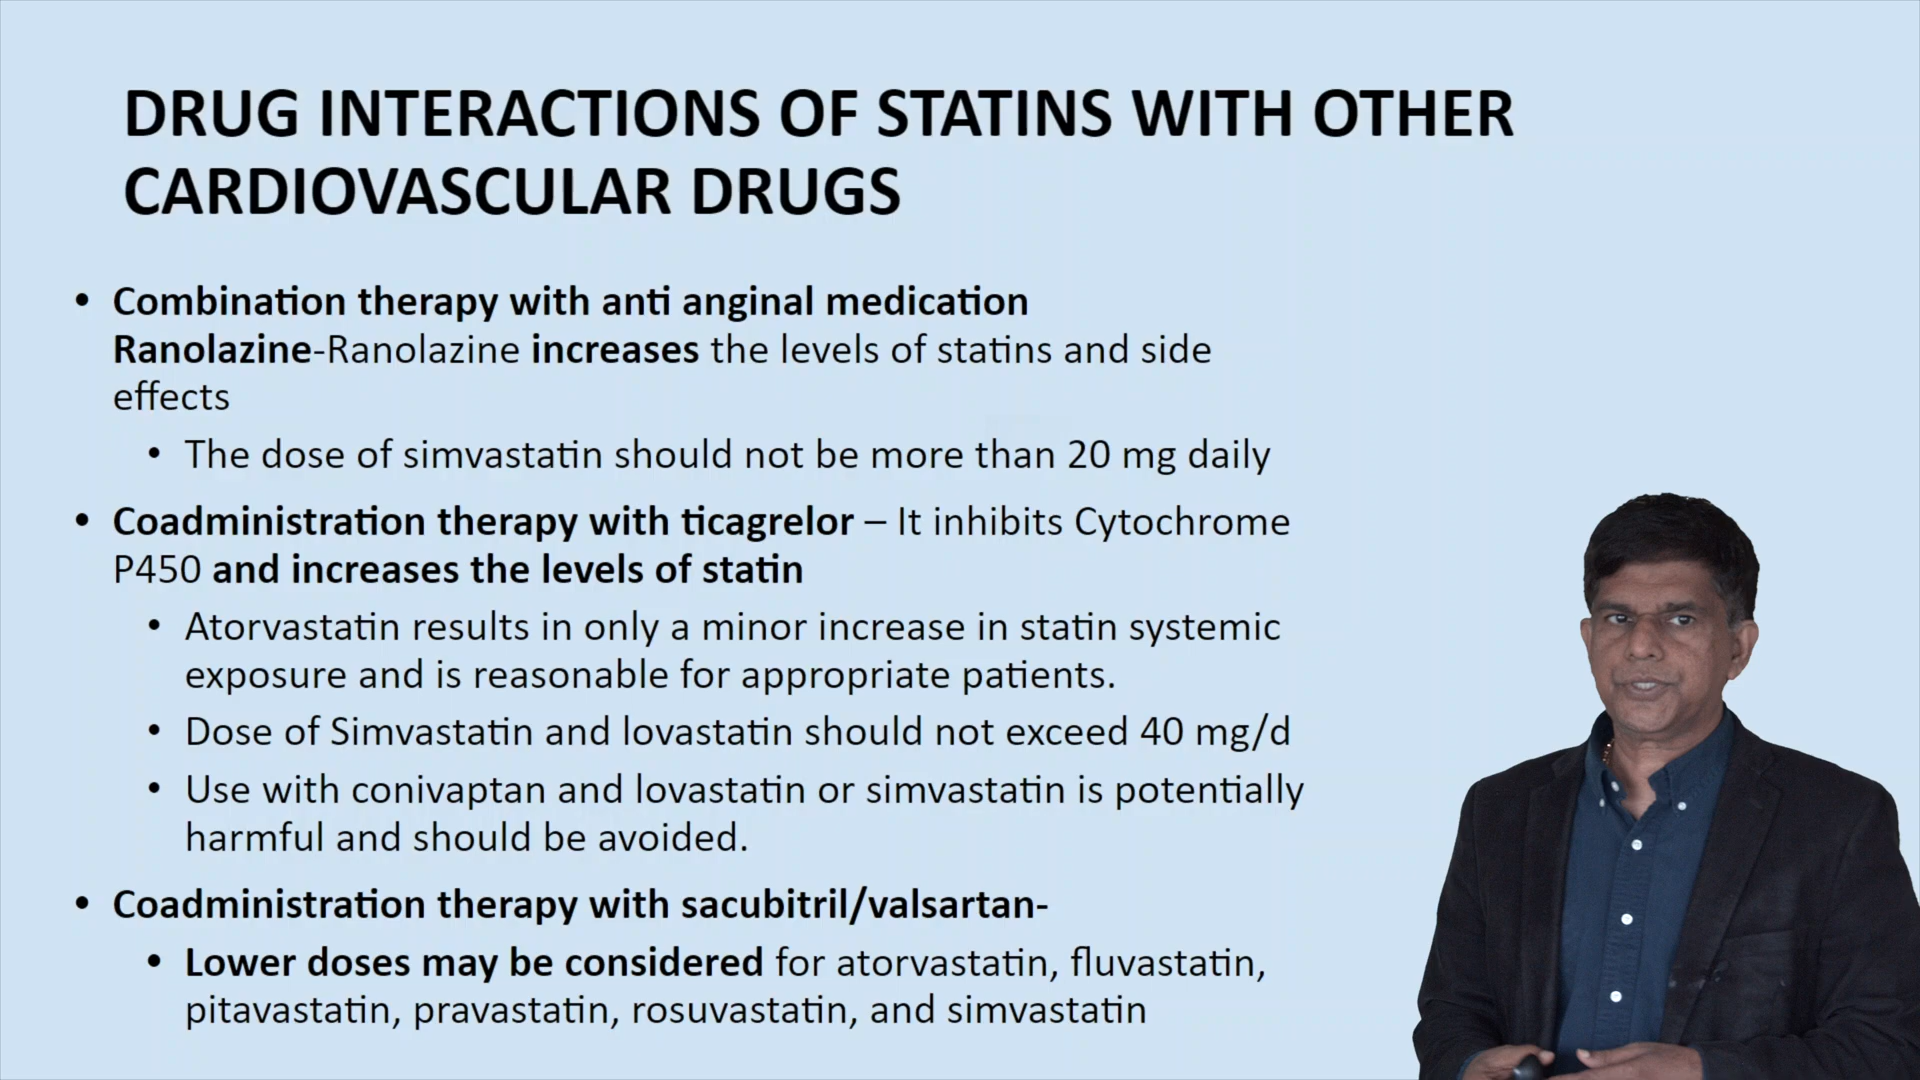 DRUG INTERACTIONS OF STATINS WITH OTHER
CARDIOVASCULAR DRUGS
• Combination therapy with anti anginal medication
Ranolazine-Ranolazine increases the levels of statins and side
effects
• The dose of simvastatin should not be more than 20 mg daily
• Coadministration therapy with ticagrelor – It inhibits Cytochrome
P450 and increases the levels of statin
• Atorvastatin results in only a minor increase in statin systemic
exposure and is reasonable for appropriate patients.
• Dose of Simvastatin and lovastatin should not exceed 40 mg/d
• Use with conivaptan and lovastatin or simvastatin is potentially
harmful and should be avoided.
• Coadministration therapy with sacubitril/valsartan-
• Lower doses may be considered for atorvastatin, fluvastatin,
pitavastatin, pravastatin, rosuvastatin, and simvastatin